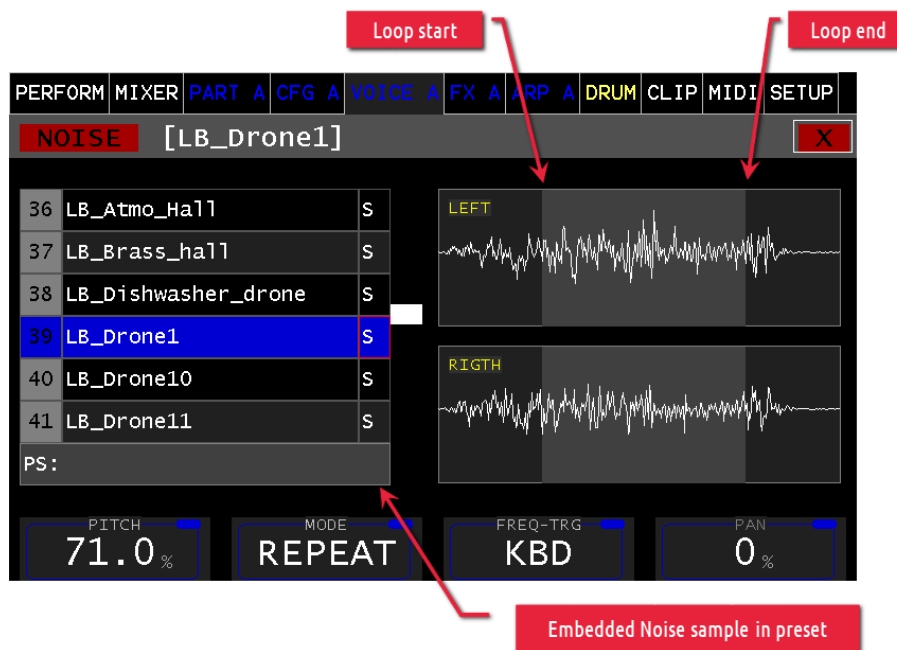 Loop start
Loop end
PERFORM MIXER PART A CFG A VOICE A FX A ARP A DRUM CLIP MIDI SETUP
NOISE [LB_Drone1] X
36 LB_Atmo_Hall S
37 LB_Brass_hall S
38 LB_Dishwasher_drone S
39 LB_Drone1 S
40 LB_Drone10 S
41 LB_Drone11 S
PS:
LEFT
RIGTH
PITCH
71.0 %
MODE
REPEAT
FREQ-TRG
KBD
PAN
0 %
Embedded Noise sample in preset